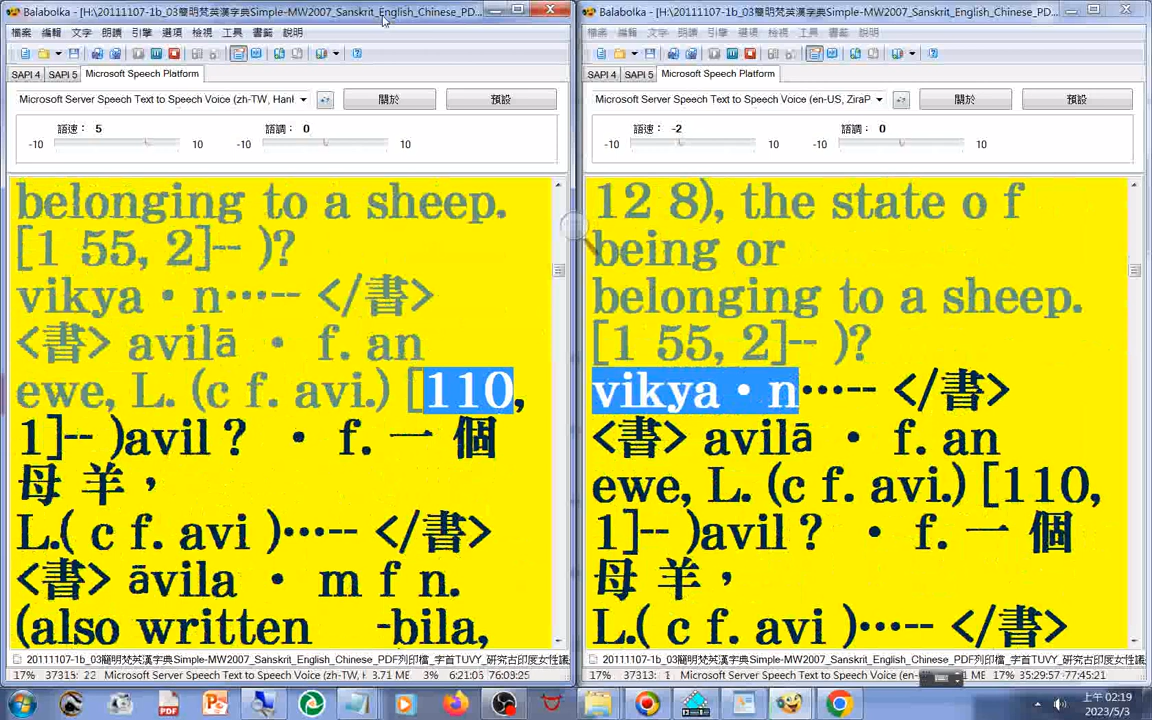 Balabolka - [H:\20111107-1b_03簡明梵英漢字典Simple-MW2007_Sanskrit_English_Chinese_PD...
檔案 編輯 文字 朗讀 引擎 選項 檢視 工具 書籤 說明
SAPI 4 SAPI 5 Microsoft Speech Platform
Microsoft Server Speech Text to Speech Voice (zh-TW, Hanl
關於 預設
語速： 5 語調： 0
-10 10 -10 10
belonging to a sheep.
[1 55, 2]-- )?
vikya・n…-- </書>
<書> avilā ・ f. an
ewe, L. (c f. avi.) [110,
1]-- )avil ? ・ f. 一 個
母 羊，
L.( c f. avi )…-- </書>
<書> āvila ・ m f n.
(also written -bila,
20111107-1b_03簡明梵英漢字典Simple-MW2007_Sanskrit_English_Chinese_PDF列印檔_字首TUVY_研究古印度女性議
17% 37315: 22 Microsoft Server Speech Text to Speech Voice (zh-TW, 3.71 ME 3% 6:21:05 76:03:25
Balabolka - [H:\20111107-1b_03簡明梵英漢字典Simple-MW2007_Sanskrit_English_Chinese_PD...
檔案 編輯 文字 朗讀 引擎 選項 檢視 工具 書籤 說明
SAPI 4 SAPI 5 Microsoft Speech Platform
Microsoft Server Speech Text to Speech Voice (en-US, ZiraP
關於 預設
語速： -2 語調： 0
-10 10 -10 10
12 8), the state o f
being or
belonging to a sheep.
[1 55, 2]-- )?
vikya・n…-- </書>
<書> avilā ・ f. an
ewe, L. (c f. avi.) [110,
1]-- )avil ? ・ f. 一 個
母 羊，
L.( c f. avi )…-- </書>
20111107-1b_03簡明梵英漢字典Simple-MW2007_Sanskrit_English_Chinese_PDF列印檔_字首TUVY_研究古印度女性議
17% 37313: 1 Microsoft Server Speech Text to Speech Voice 17% 35:29:57 77:45:21
上午 02:19
2023/5/3